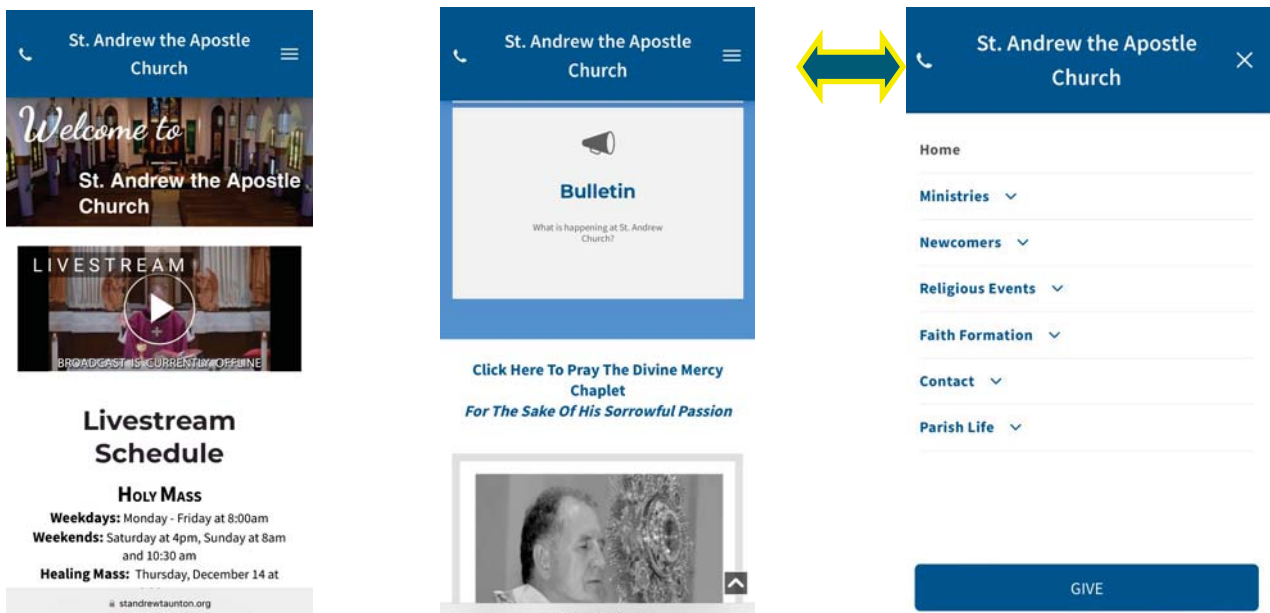 St. Andrew the Apostle
Church
Welcome to
St. Andrew the Apostle
Church
LIVESTREAM
BROADCAST IS CURRENTLY OFFLINE
Livestream
Schedule
HOLY MASS
Weekdays: Monday - Friday at 8:00am
Weekends: Saturday at 4pm, Sunday at 8am
and 10:30 am
Healing Mass: Thursday, December 14 at
standrewtaunton.org
St. Andrew the Apostle
Church
Bulletin
What is happening at St. Andrew
Church?
Click Here To Pray The Divine Mercy
Chaplet
For The Sake Of His Sorrowful Passion
St. Andrew the Apostle
Church
Home
Ministries
Newcomers
Religious Events
Faith Formation
Contact
Parish Life
GIVE